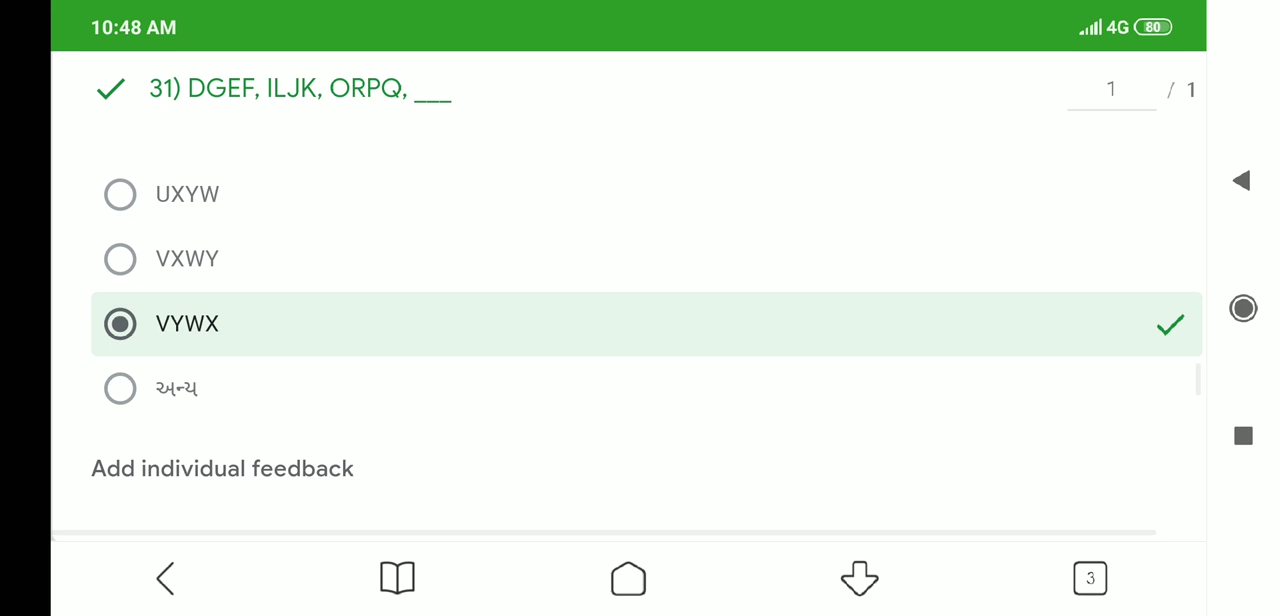 10:48 AM 4G 80
31) DGEF, ILJK, ORPQ, ___ 1 / 1
UXYW
VXWY
VYWX
અન્ય
Add individual feedback
3